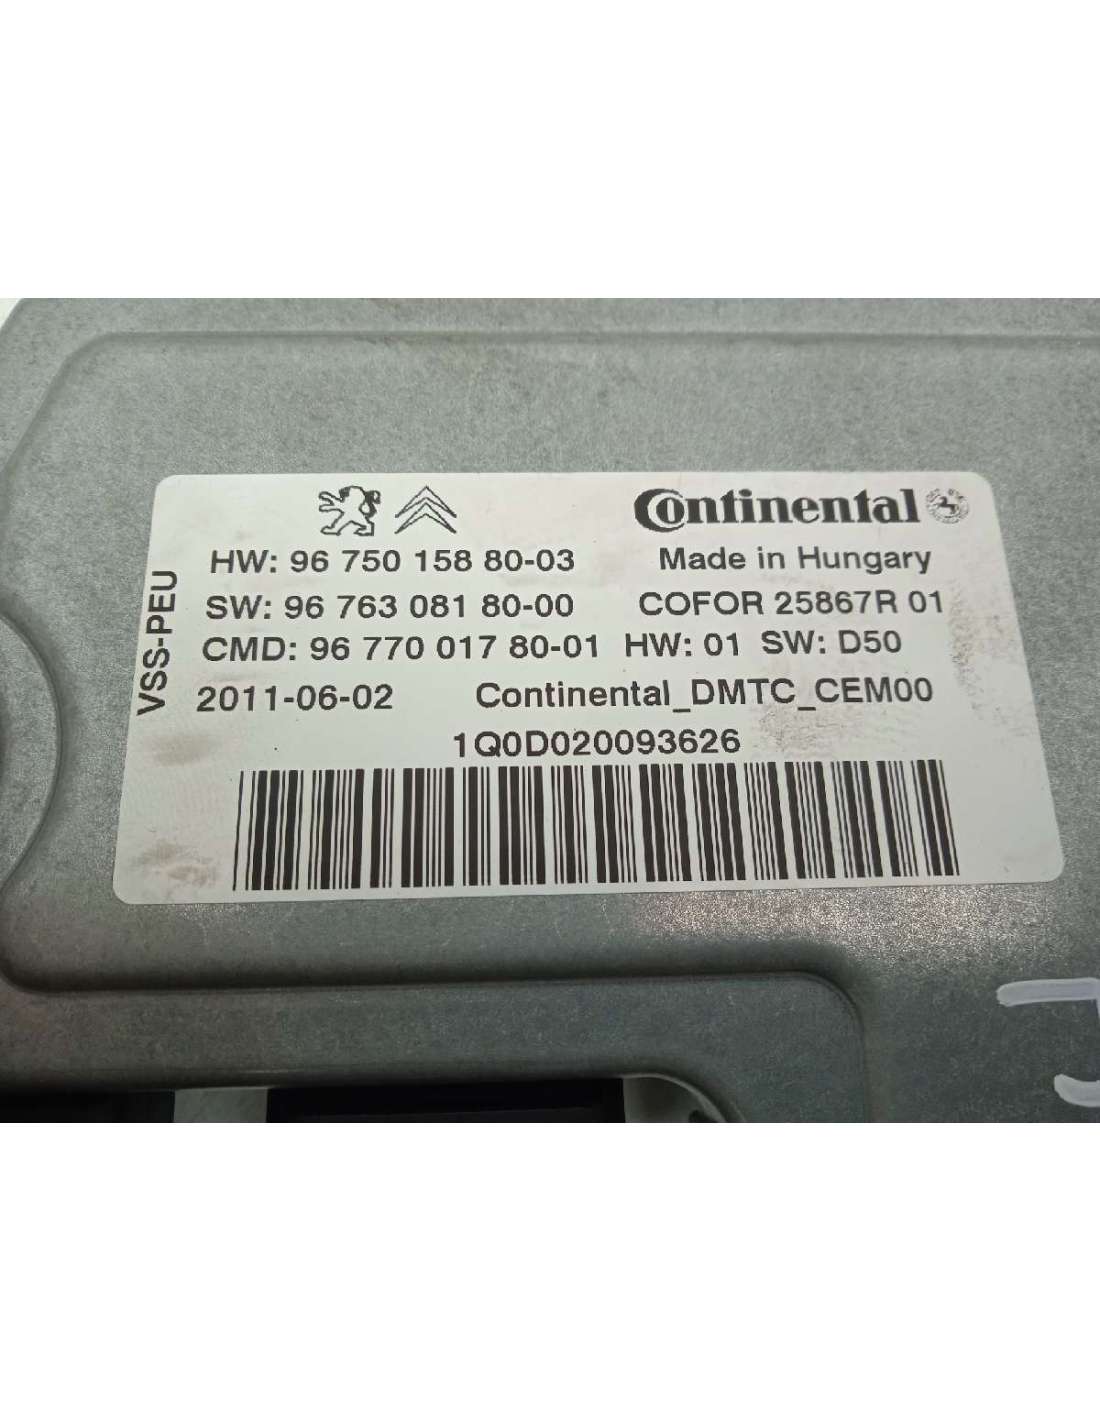 Continental
HW: 96 750 158 80-03
Made in Hungary
SW: 96 763 081 80-00
COFOR 25867R 01
CMD: 96 770 017 80-01 HW: 01 SW: D50
2011-06-02
Continental_DMTC_CEM00
1Q0D020093626
VSS-PEU